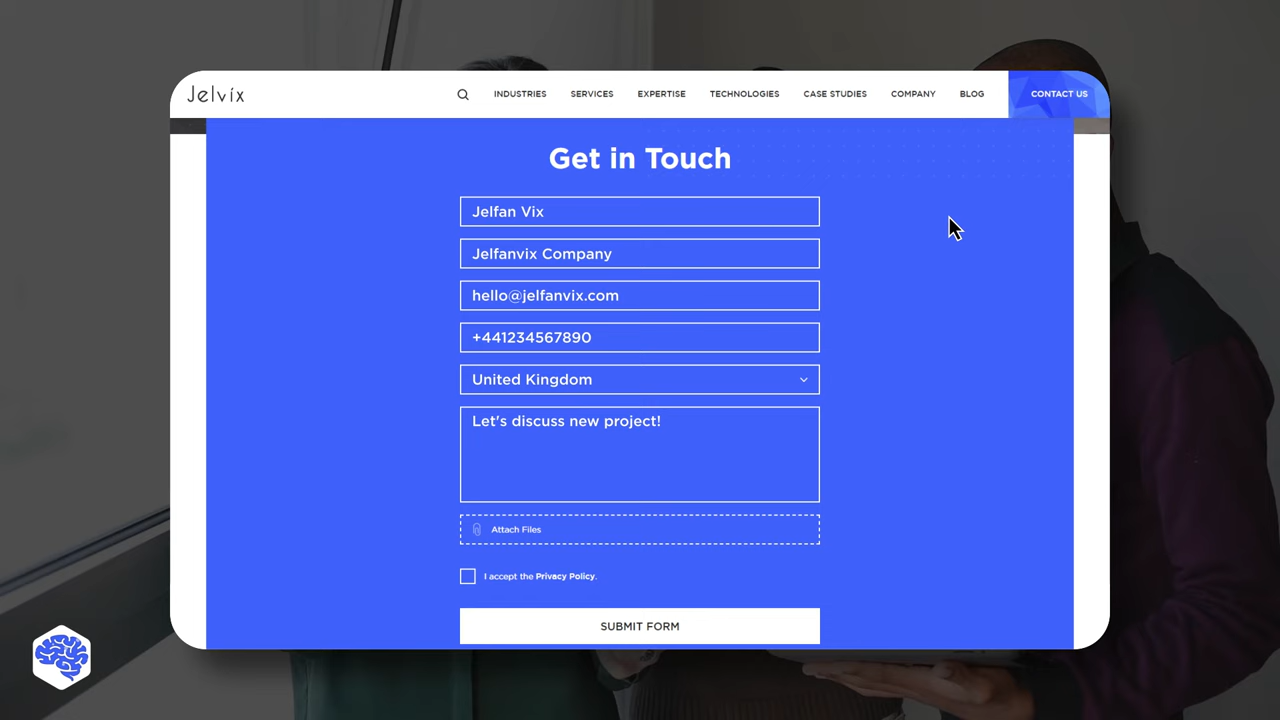 Jelvix
INDUSTRIES SERVICES EXPERTISE TECHNOLOGIES CASE STUDIES COMPANY BLOG CONTACT US
Get in Touch
Jelfan Vix
Jelfanvix Company
hello@jelfanvix.com
+441234567890
United Kingdom
Let's discuss new project!
Attach Files
I accept the Privacy Policy.
SUBMIT FORM